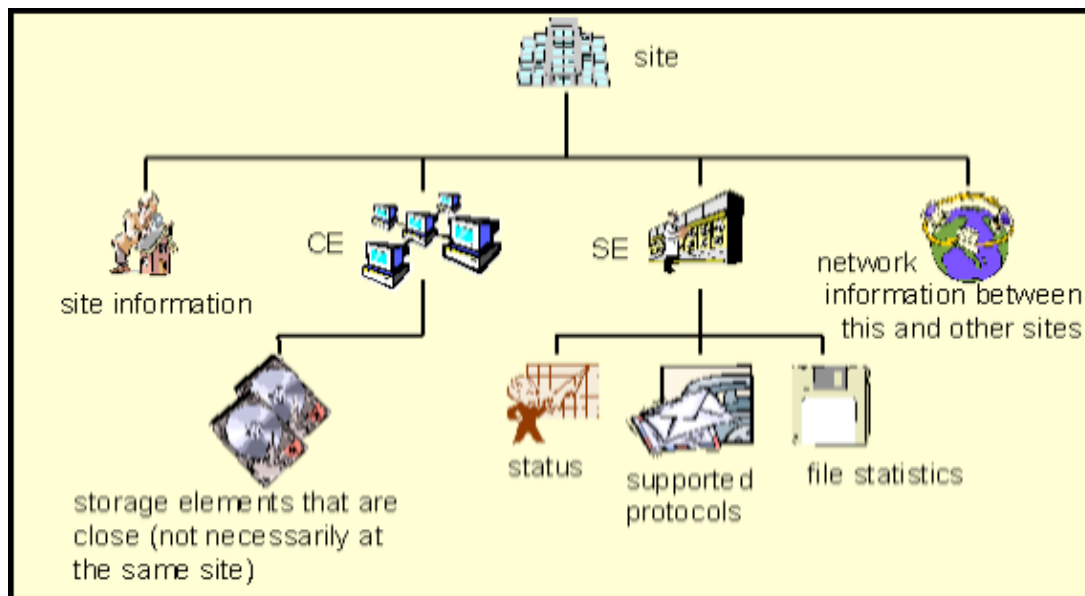 site
CE
SE
site information
network
information between
this and other sites
storage elements that are
close (not necessarily at
the same site)
status
supported
protocols
file statistics